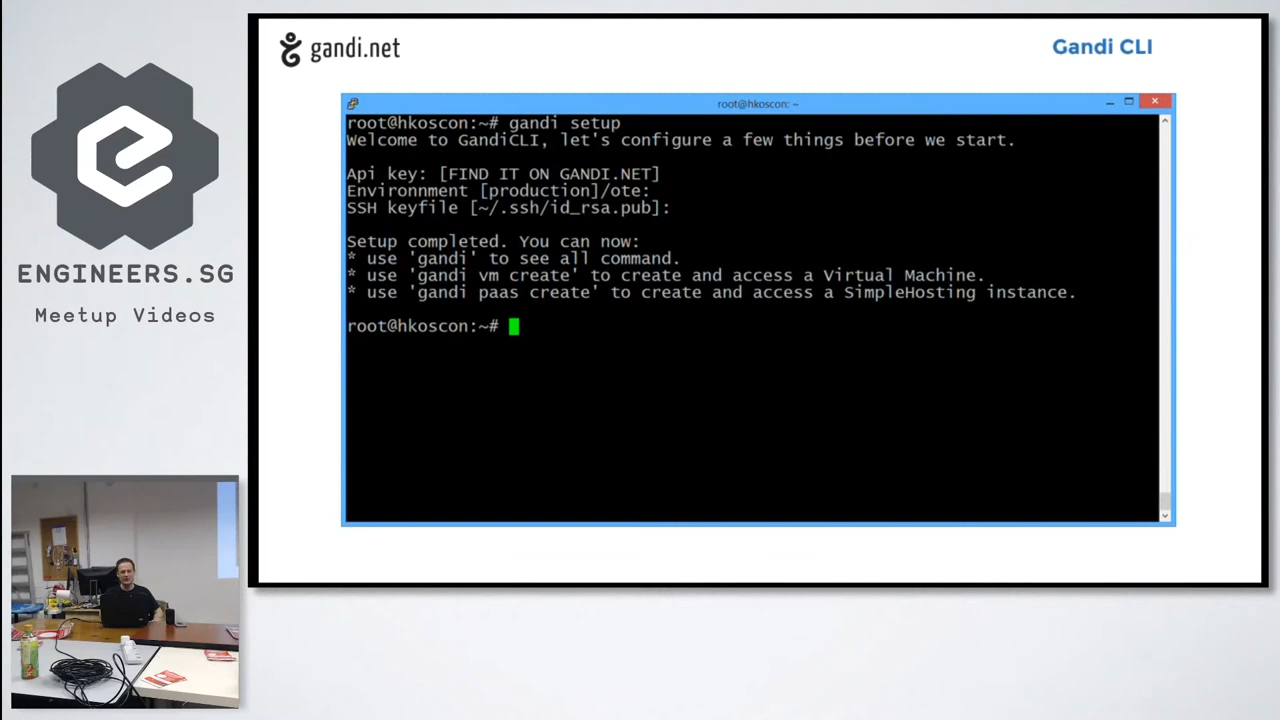 gandi.net
Gandi CLI
root@hkoscon: ~
root@hkoscon:~# gandi setup
Welcome to GandiCLI, let's configure a few things before we start.
Api key: [FIND IT ON GANDI.NET]
Environnment [production]/ote:
SSH keyfile [~/.ssh/id_rsa.pub]:
Setup completed. You can now:
* use 'gandi' to see all command.
* use 'gandi vm create' to create and access a Virtual Machine.
* use 'gandi paas create' to create and access a SimpleHosting instance.
root@hkoscon:~#
ENGINEERS.SG
Meetup Videos